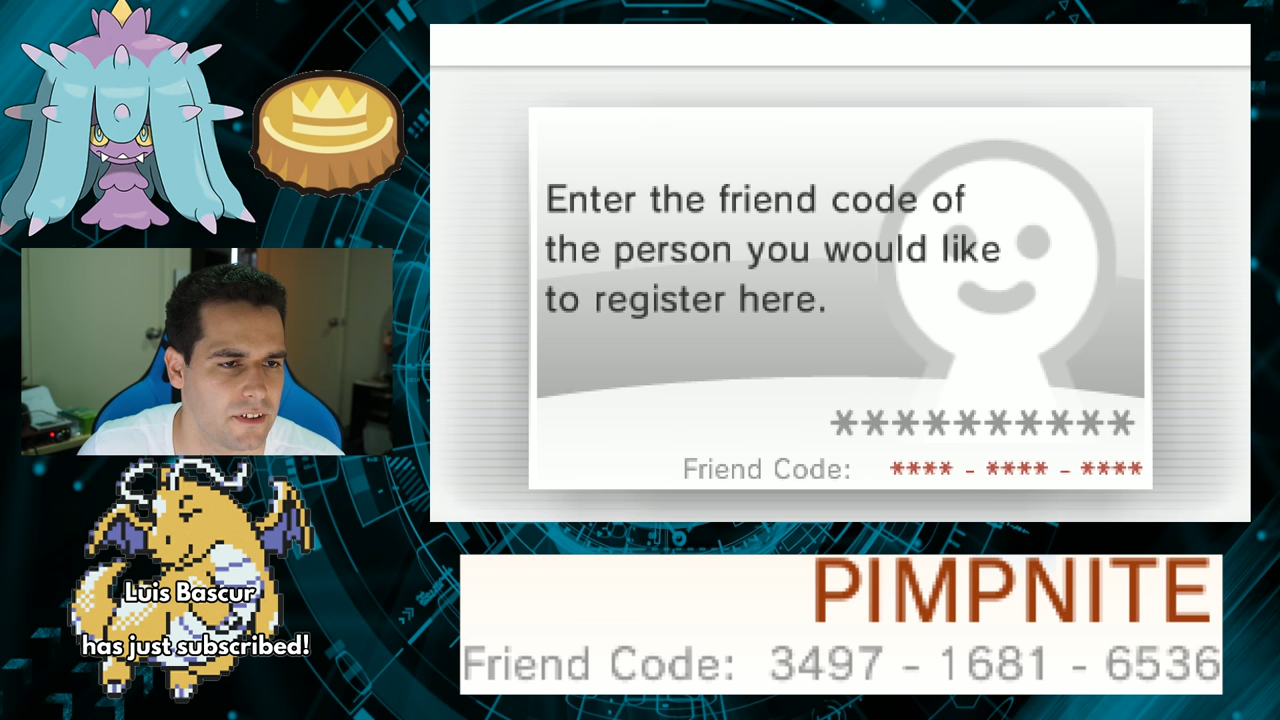 Enter the friend code of
the person you would like
to register here.
**********
Friend Code: **** - **** - ****
Luis Bascur
has just subscribed!
PIMPNITE
Friend Code: 3497 - 1681 - 6536